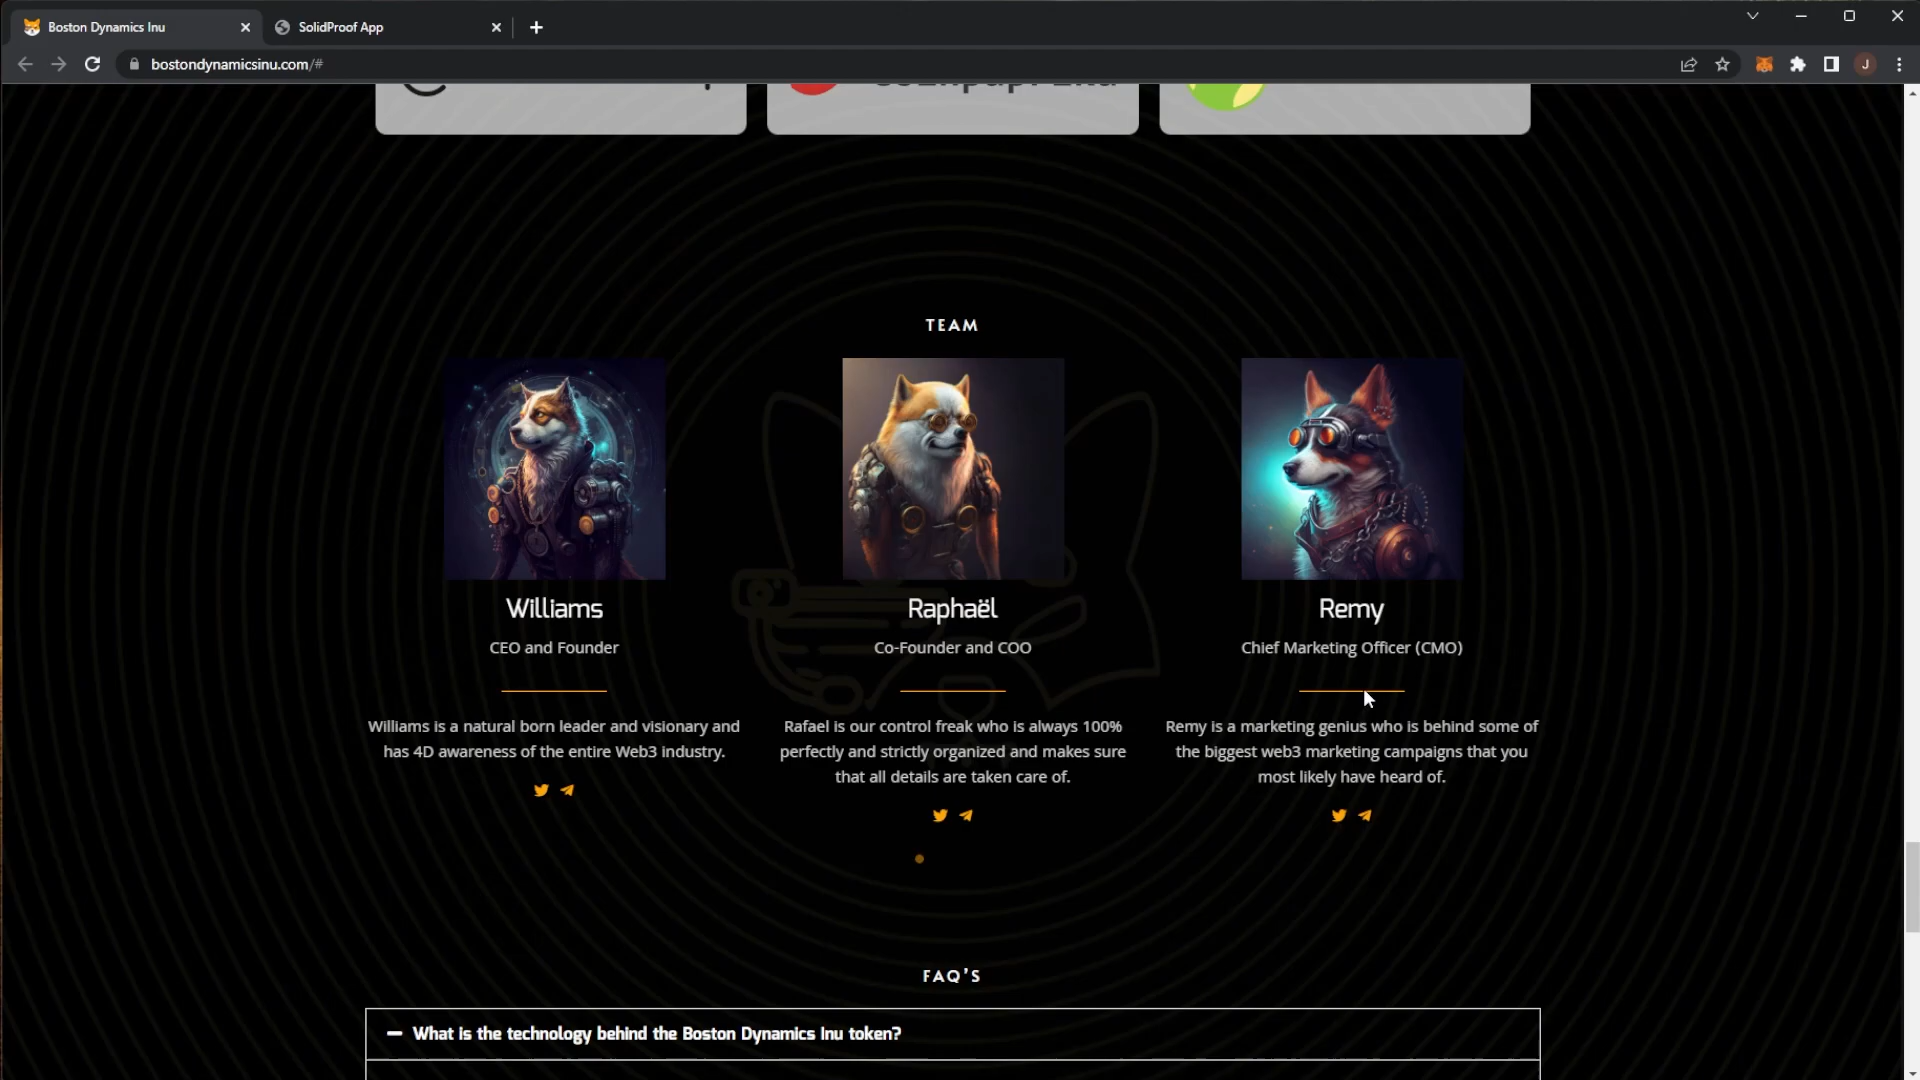 Boston Dynamics Inu
SolidProof App
bostondynamicsinu.com/#
J
TEAM
Williams
CEO and Founder
Williams is a natural born leader and visionary and
has 4D awareness of the entire Web3 industry.
Raphaël
Co-Founder and COO
Rafael is our control freak who is always 100%
perfectly and strictly organized and makes sure
that all details are taken care of.
Remy
Chief Marketing Officer (CMO)
Remy is a marketing genius who is behind some of
the biggest web3 marketing campaigns that you
most likely have heard of.
FAQ'S
What is the technology behind the Boston Dynamics Inu token?